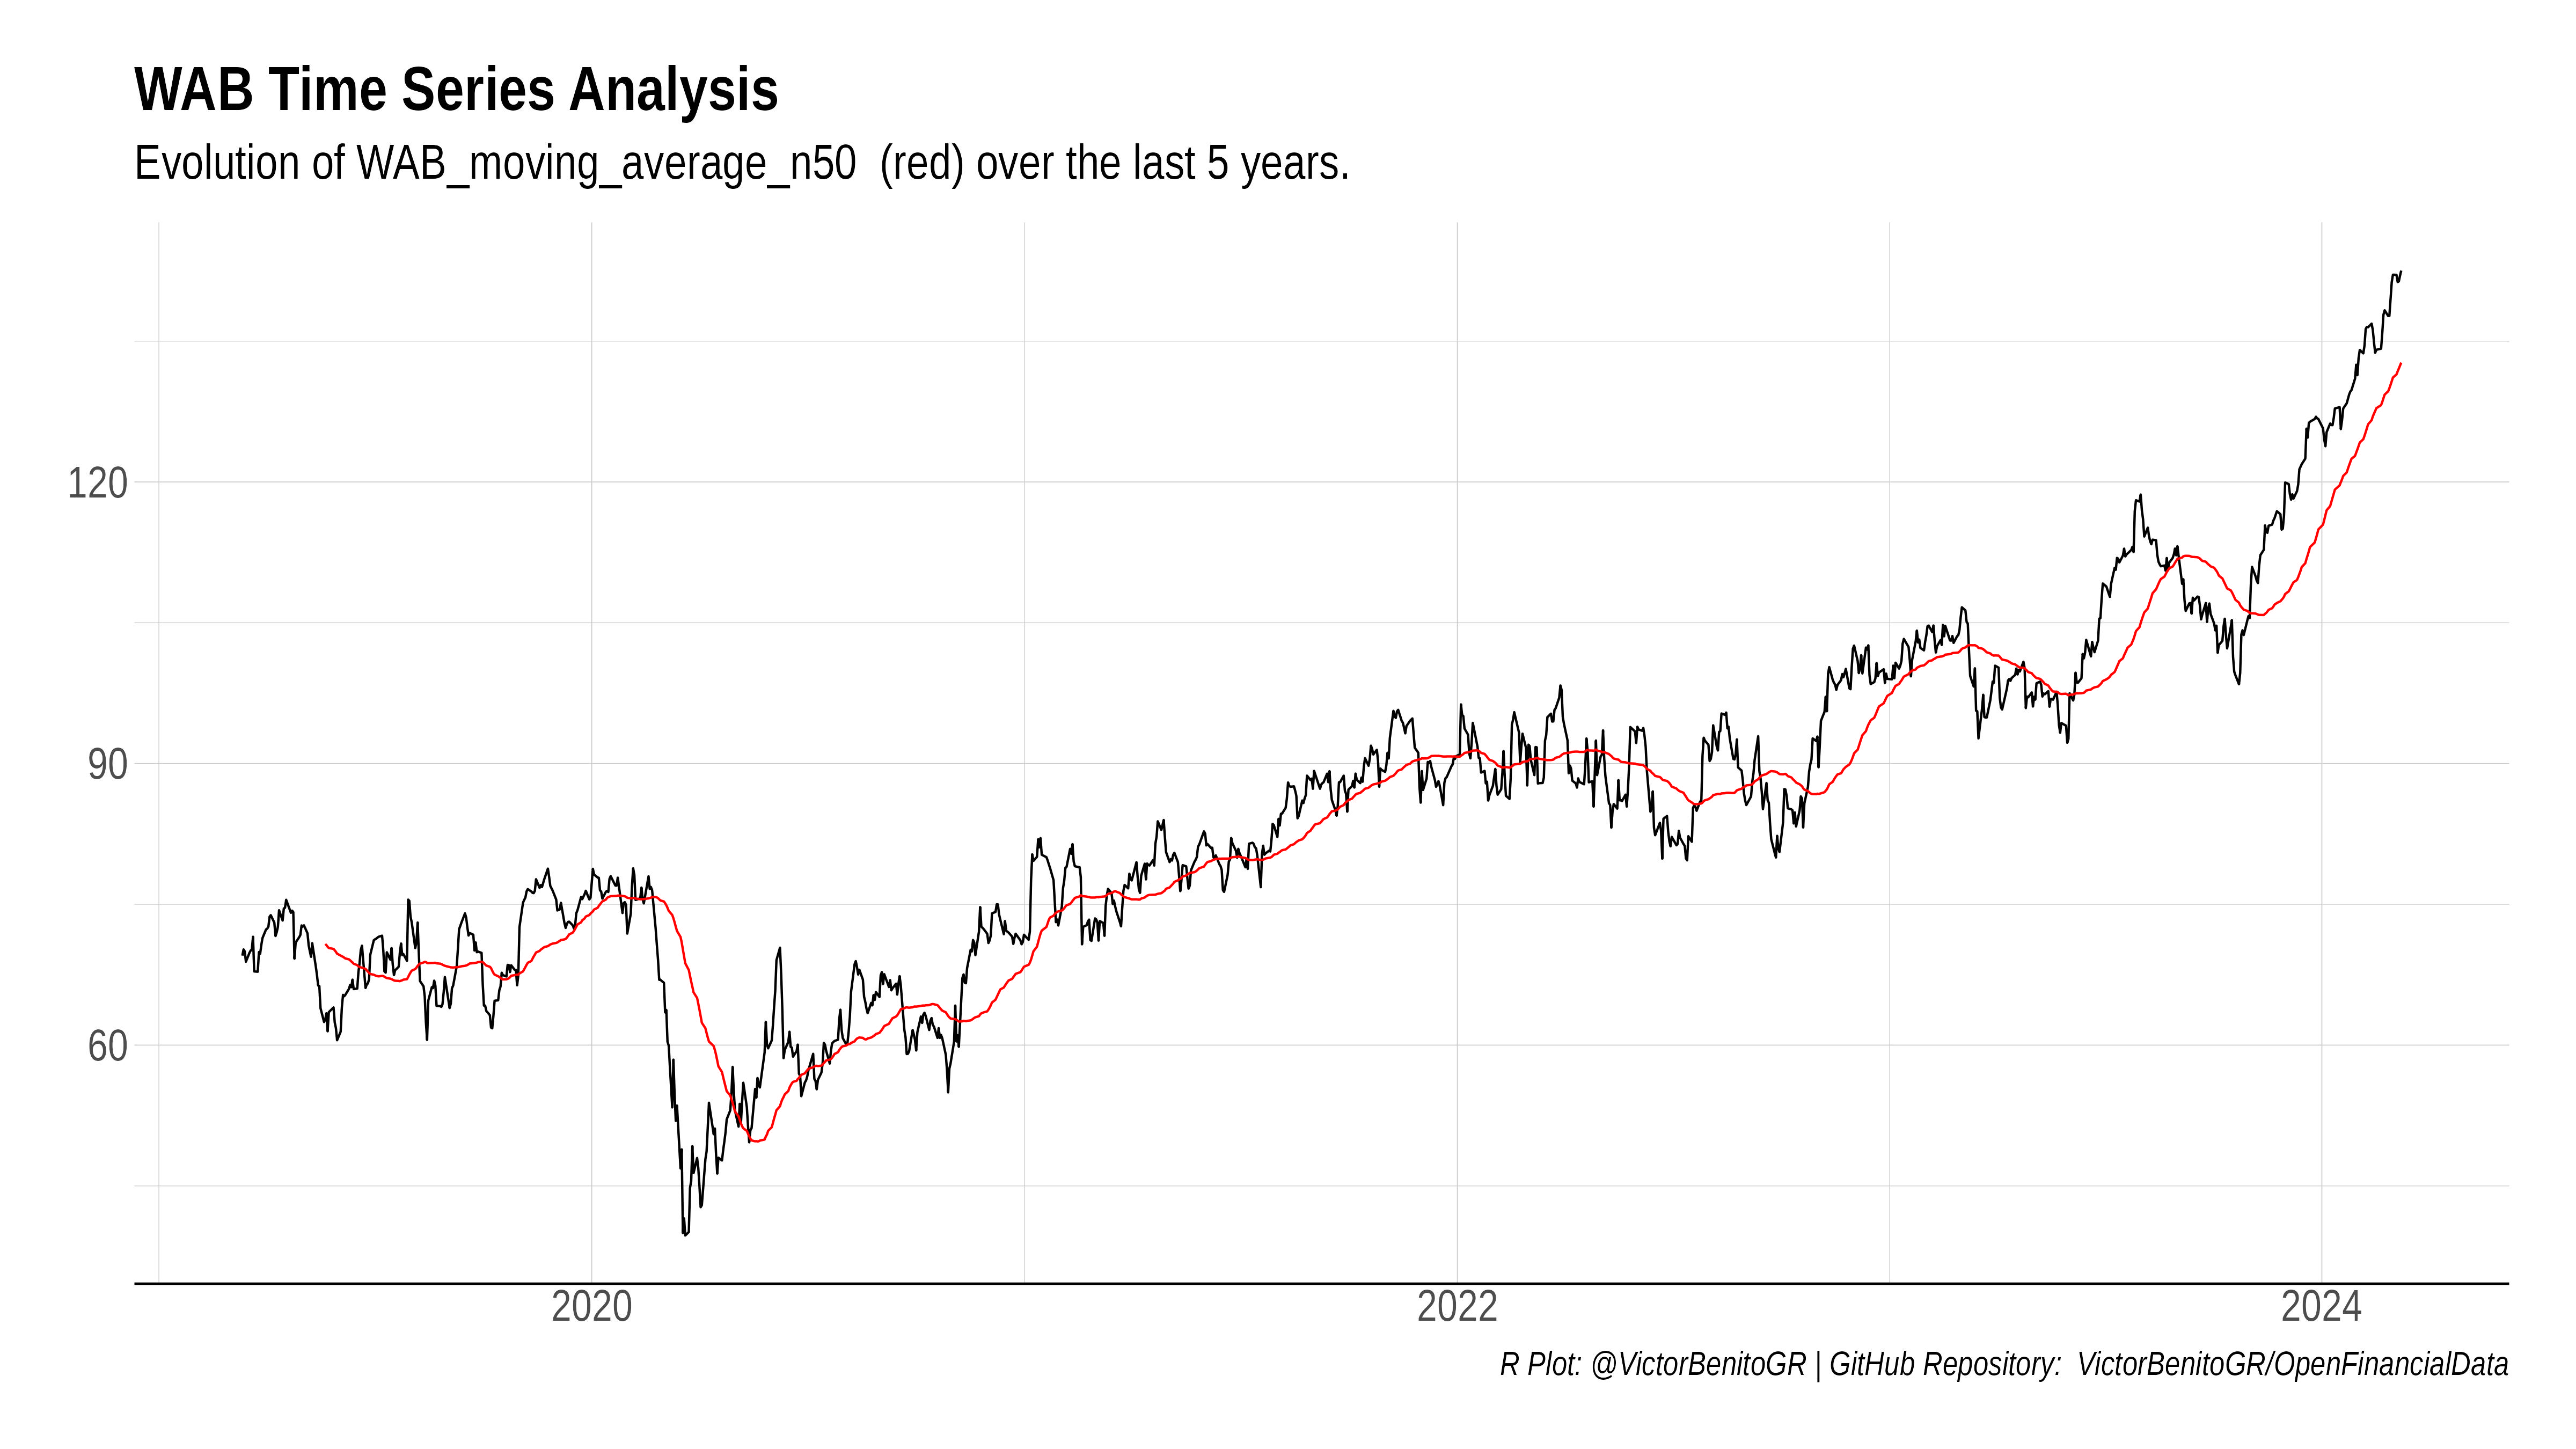 WAB Time Series Analysis
Evolution of WAB_moving_average_n50  (red) over the last 5 years.
120
90
60
2020 2022 2024
R Plot: @VictorBenitoGR | GitHub Repository:  VictorBenitoGR/OpenFinancialData